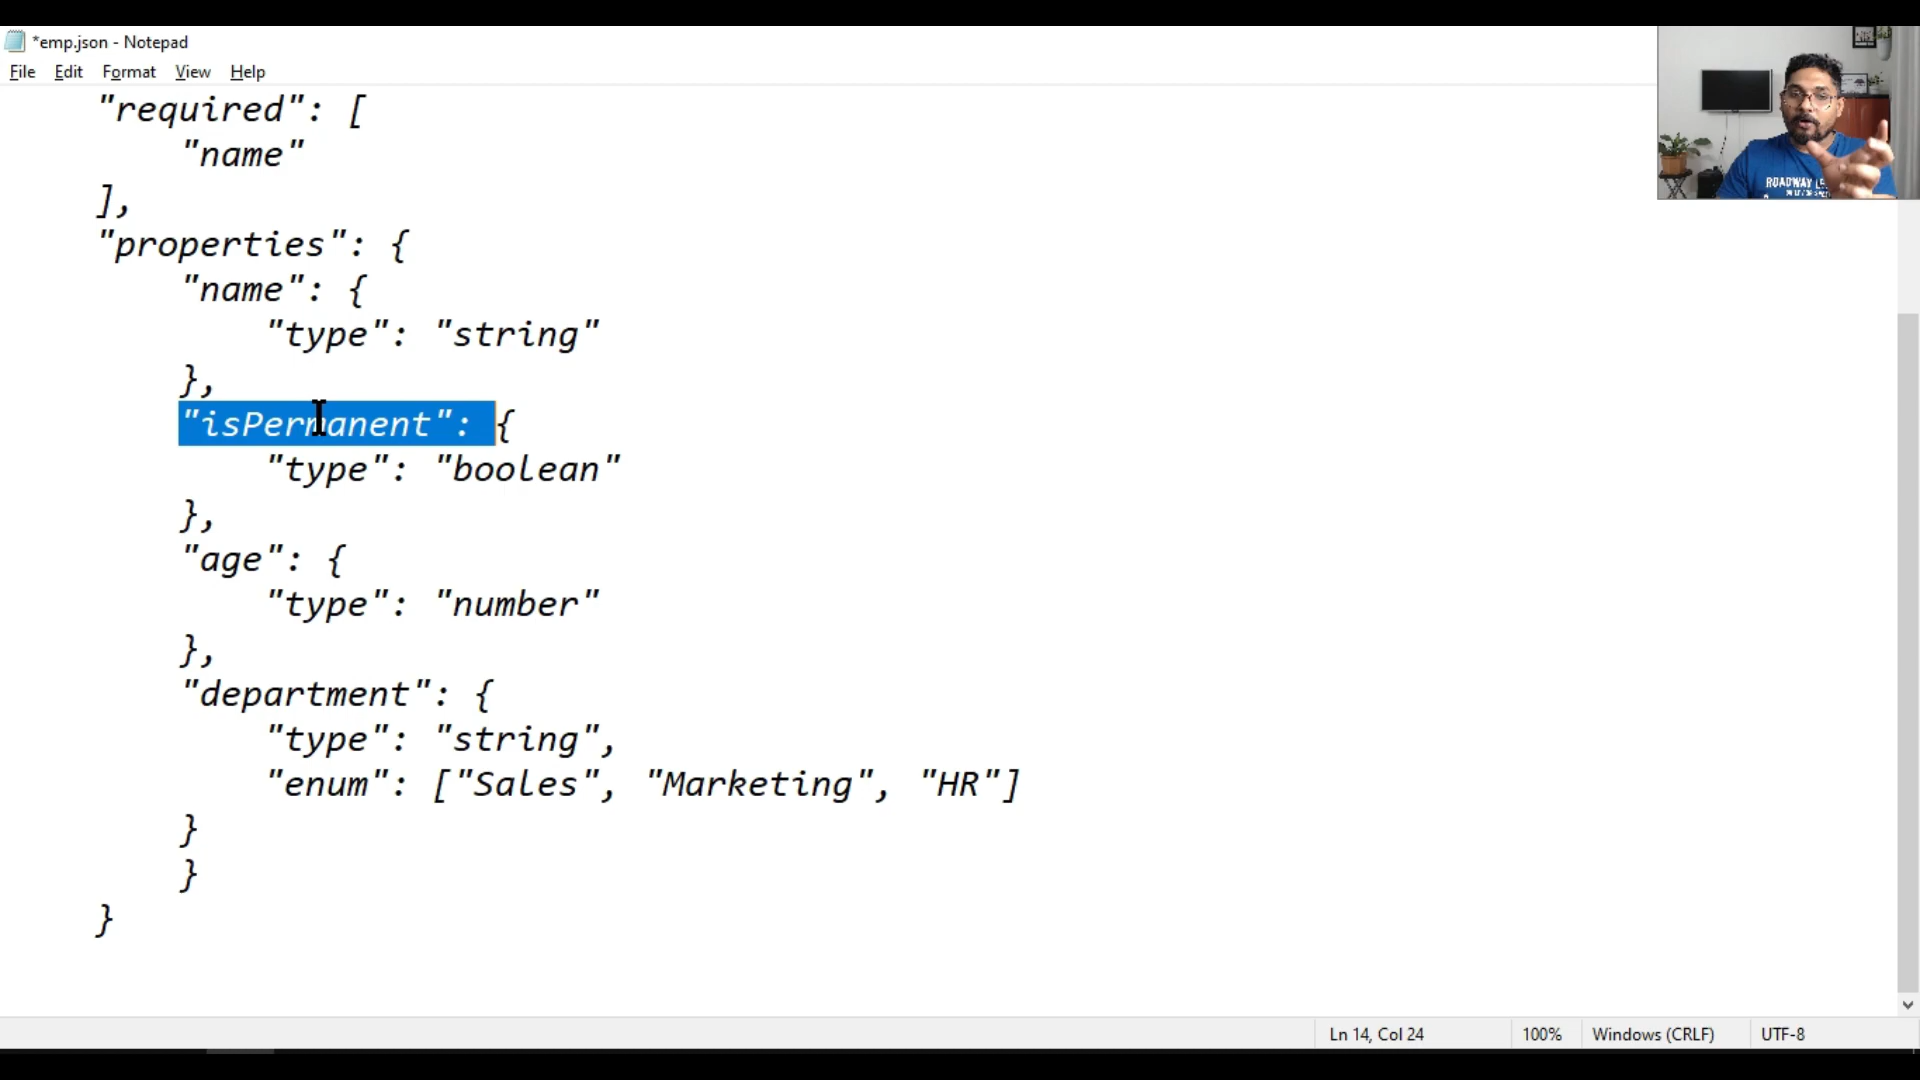 *emp.json - Notepad
File Edit Format View Help
"required": [
"name"
],
"properties": {
"name": {
"type": "string"
},
"isPermanent": {
"type": "boolean"
},
"age": {
"type": "number"
},
"department": {
"type": "string",
"enum": ["Sales", "Marketing", "HR"]
}
}
}
ROADWAY
Ln 14, Col 24 100% Windows (CRLF) UTF-8